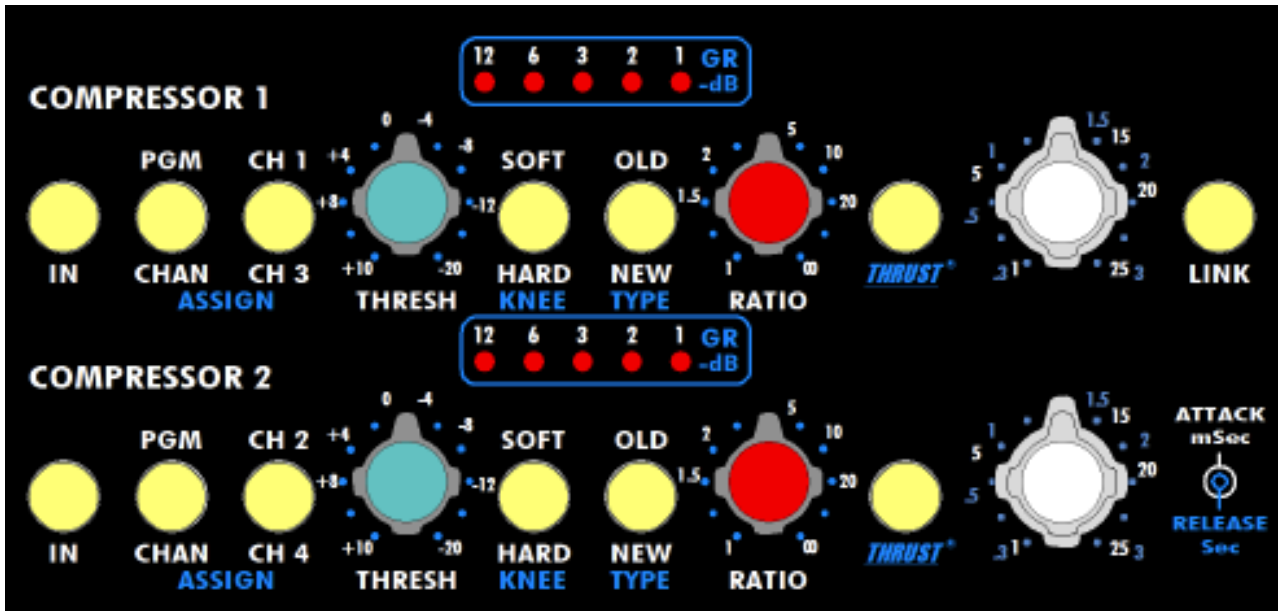 12 6 3 2 1 GR
-dB
COMPRESSOR 1
0 -4
1.5
5
15
PGM CH 1 +4 -8 SOFT OLD 2 10 1 2
5 20
+8 -12 1.5 20 .5
IN CHAN CH 3 +10 -20 HARD NEW 1 ∞ THRUST® .3 1 25 3 LINK
ASSIGN THRESH KNEE TYPE RATIO
12 6 3 2 1 GR
-dB
COMPRESSOR 2
0 -4
1.5
5
15 ATTACK
mSec
PGM CH 2 +4 -8 SOFT OLD 2 10 1 2
5 20
+8 -12 1.5 20 .5
RELEASE
Sec
IN CHAN CH 4 +10 -20 HARD NEW 1 ∞ THRUST® .3 1 25 3
ASSIGN THRESH KNEE TYPE RATIO